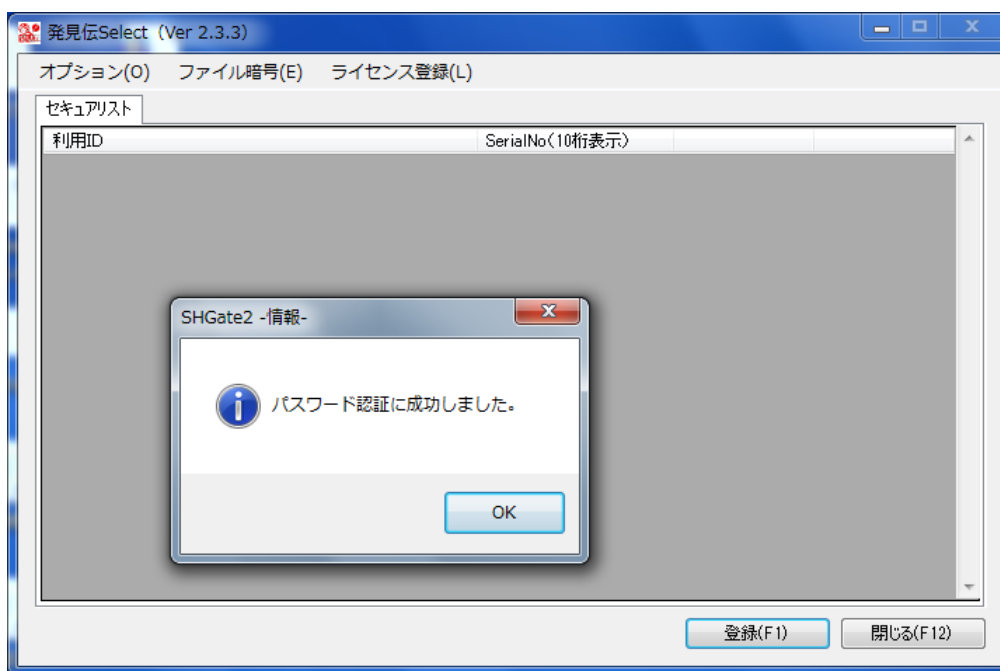 発見伝Select (Ver 2.3.3)
オプション(O) ファイル暗号(E) ライセンス登録(L)
セキュアリスト
利用ID SerialNo(10桁表示)
SHGate2 -情報-
パスワード認証に成功しました。
OK
登録(F1) 閉じる(F12)